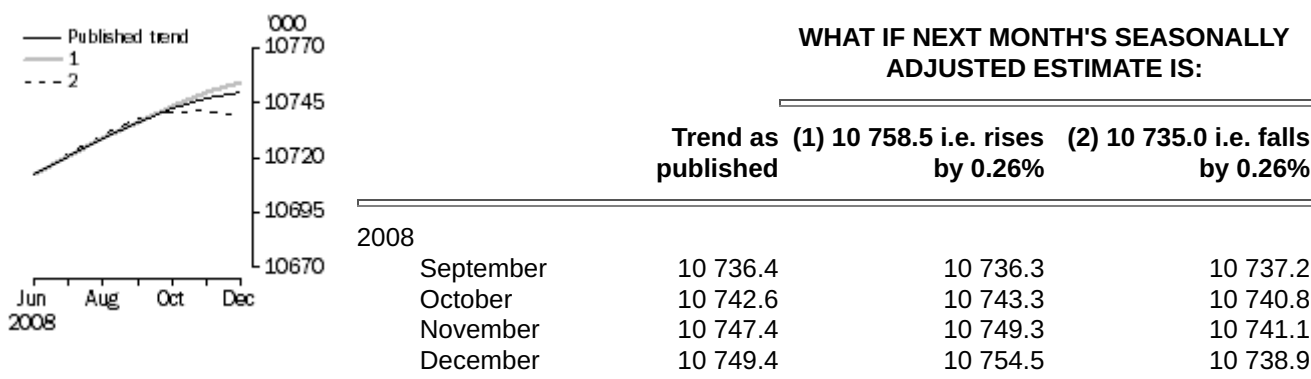 '000
Published trend
1
2
10770
10745
10720
10695
10670
Jun Aug Oct Dec
2008
WHAT IF NEXT MONTH'S SEASONALLY
ADJUSTED ESTIMATE IS:
Trend as (1) 10 758.5 i.e. rises (2) 10 735.0 i.e. falls
published by 0.26% by 0.26%
2008
September 10 736.4 10 736.3 10 737.2
October 10 742.6 10 743.3 10 740.8
November 10 747.4 10 749.3 10 741.1
December 10 749.4 10 754.5 10 738.9